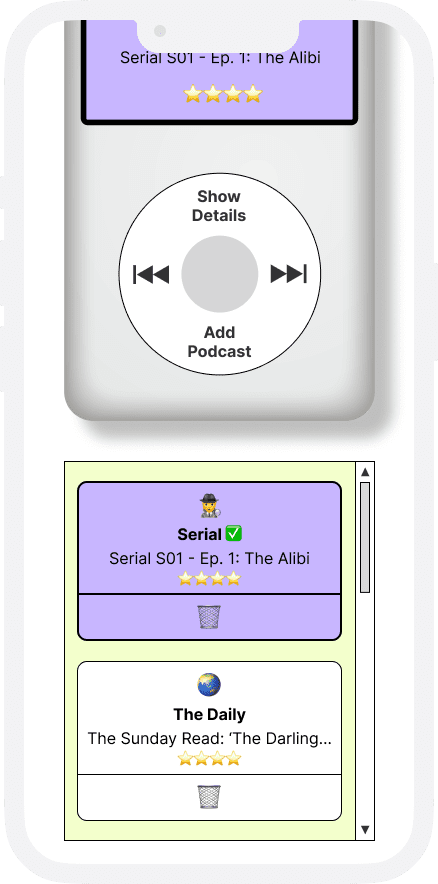 Serial S01 - Ep. 1: The Alibi
Show
Details
Add
Podcast
Serial
Serial S01 - Ep. 1: The Alibi
The Daily
The Sunday Read: ‘The Darling...